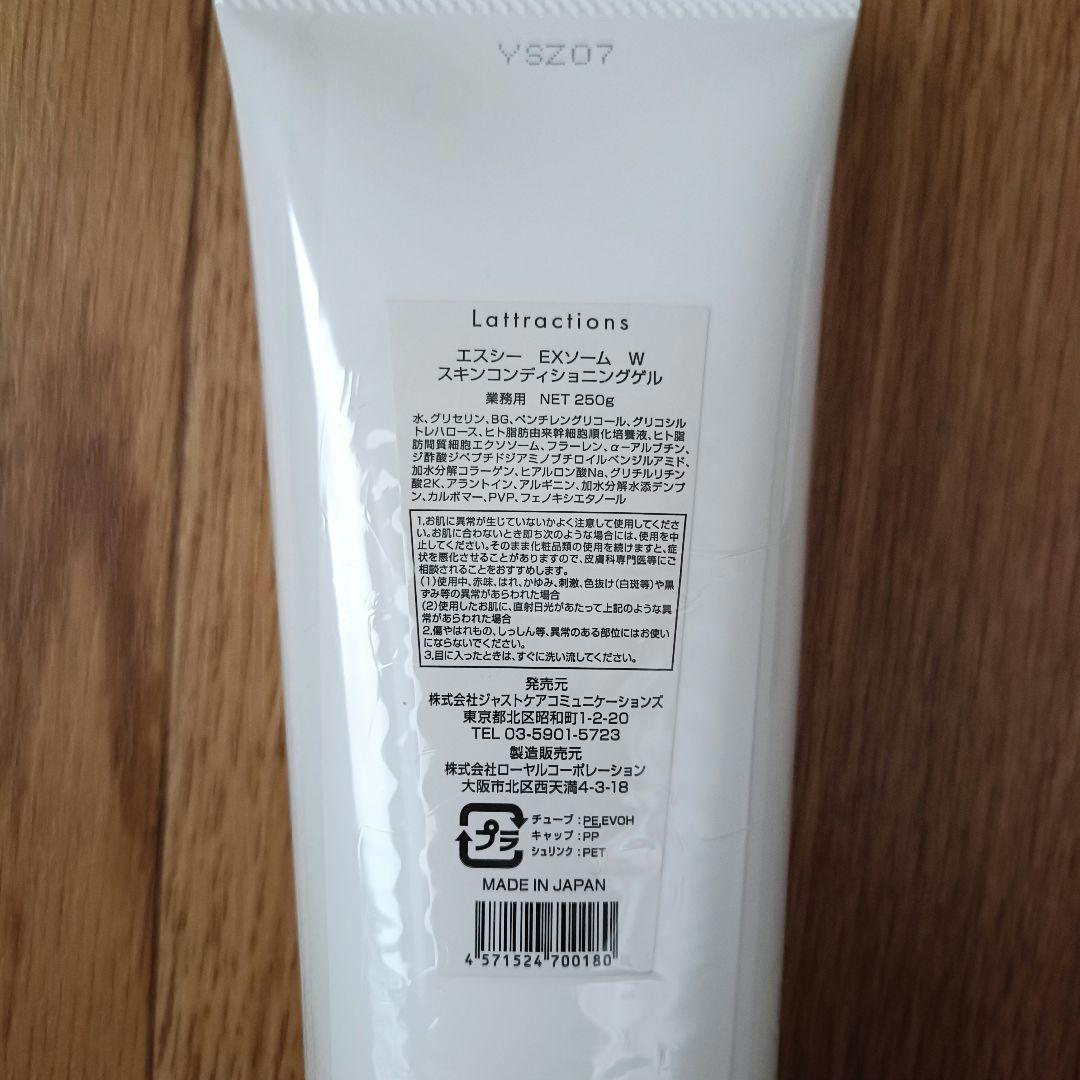 YSZ07
Lattractions
エスシー　EXソーム　W
スキンコンディショニングゲル
業務用　NET 250g
水、グリセリン、BG、ペンチレングリコール、グリコシル
トレハロース、ヒト脂肪由来幹細胞順化培養液、ヒト脂
肪間質細胞エクソソーム、フラーレン、α-アルブチン、
ジ酢酸ジペプチドジアミノブチロイルベンジルアミド、
加水分解コラーゲン、ヒアルロン酸Na、グリチルリチン
酸2K、アラントイン、アルギニン、加水分解水添デンプ
ン、カルボマー、PVP、フェノキシエタノール
1.お肌に異常が生じていないかよく注意して使用してくださ
い。お肌に合わないとき即ち次のような場合には、使用を中
止してください。そのまま化粧品類の使用を続けますと、症
状を悪化させることがありますので、皮膚科専門医等にご
相談されることをおすすめします。
(1)使用中、赤味、はれ、かゆみ、刺激、色抜け(白斑等)や黒
ずみ等の異常があらわれた場合
(2)使用したお肌に、直射日光があたって上記のような異
常があらわれた場合
2.傷やはれもの、しっしん等、異常のある部位にはお使い
にならないでください。
3.目に入ったときは、すぐに洗い流してください。
発売元
株式会社ジャストケアコミュニケーションズ
東京都北区昭和町1-2-20
TEL 03-5901-5723
製造販売元
株式会社ローヤルコーポレーション
大阪市北区西天満4-3-18
プラ
チューブ：PE,EVOH
キャップ：PP
シュリンク：PET
MADE IN JAPAN
4 571524 700180